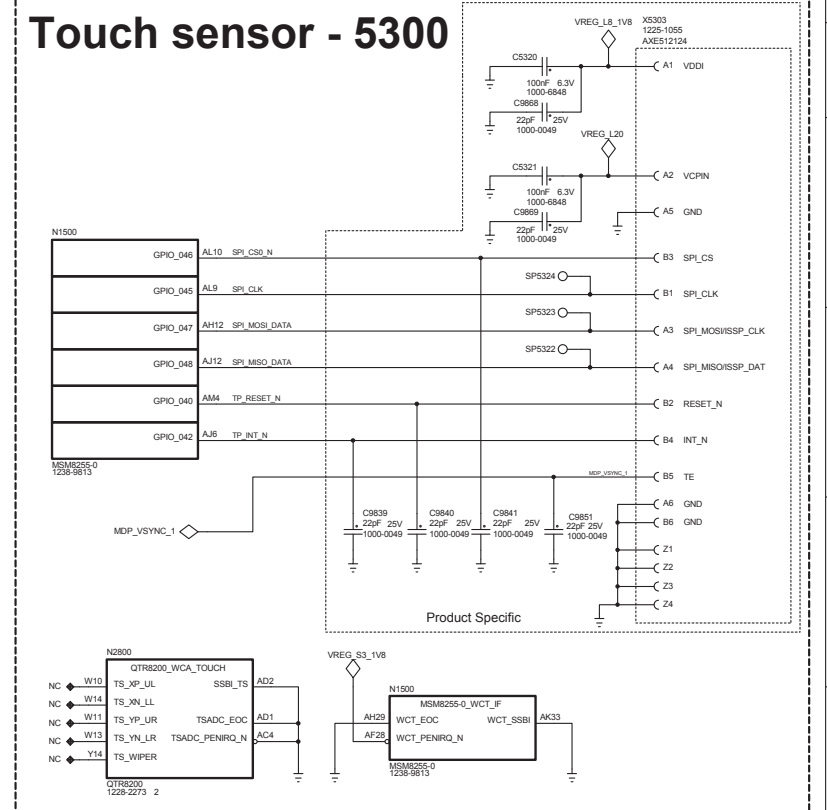 Touch sensor - 5300
VREG_L8_1V8
X5303
1225-1055
AXE512124
C5320
100nF 6.3V
1000-6848
A1 VDDI
C9868
22pF 25V
1000-0049
VREG_L20
C5321
100nF 6.3V
1000-6848
A2 VCPIN
C9869
22pF 25V
1000-0049
A5 GND
N1500
GPIO_046 AL10 SPI_CS0_N
B3 SPI_CS
SP5324
GPIO_045 AL9 SPI_CLK
B1 SPI_CLK
SP5323
GPIO_047 AH12 SPI_MOSI_DATA
A3 SPI_MOSI/ISSP_CLK
SP5322
GPIO_048 AJ12 SPI_MISO_DATA
A4 SPI_MISO/ISSP_DAT
GPIO_040 AM4 TP_RESET_N
B2 RESET_N
GPIO_042 AJ6 TP_INT_N
B4 INT_N
MSM8255-0
1238-9813
MDP_VSYNC_1
B5 TE
MDP_VSYNC_1
C9839
22pF 25V
1000-0049
C9840
22pF 25V
1000-0049
C9841
22pF 25V
1000-0049
C9851
22pF 25V
1000-0049
A6 GND
B6 GND
Z1
Z2
Z3
Z4
Product Specific
N2800
QTR8200_WCA_TOUCH
NC W10 TS_XP_UL
SSBI_TS AD2
NC W14 TS_XN_LL
NC W11 TS_YP_UR
TSADC_EOC AD1
NC W13 TS_YN_LR
TSADC_PENIRQ_N AC4
NC Y14 TS_WIPER
QTR8200
1228-2273 2
VREG_S3_1V8
N1500
MSM8255-0_WCT_IF
AH29 WCT_EOC
WCT_SSBI AK33
AF28 WCT_PENIRQ_N
MSM8255-0
1238-9813